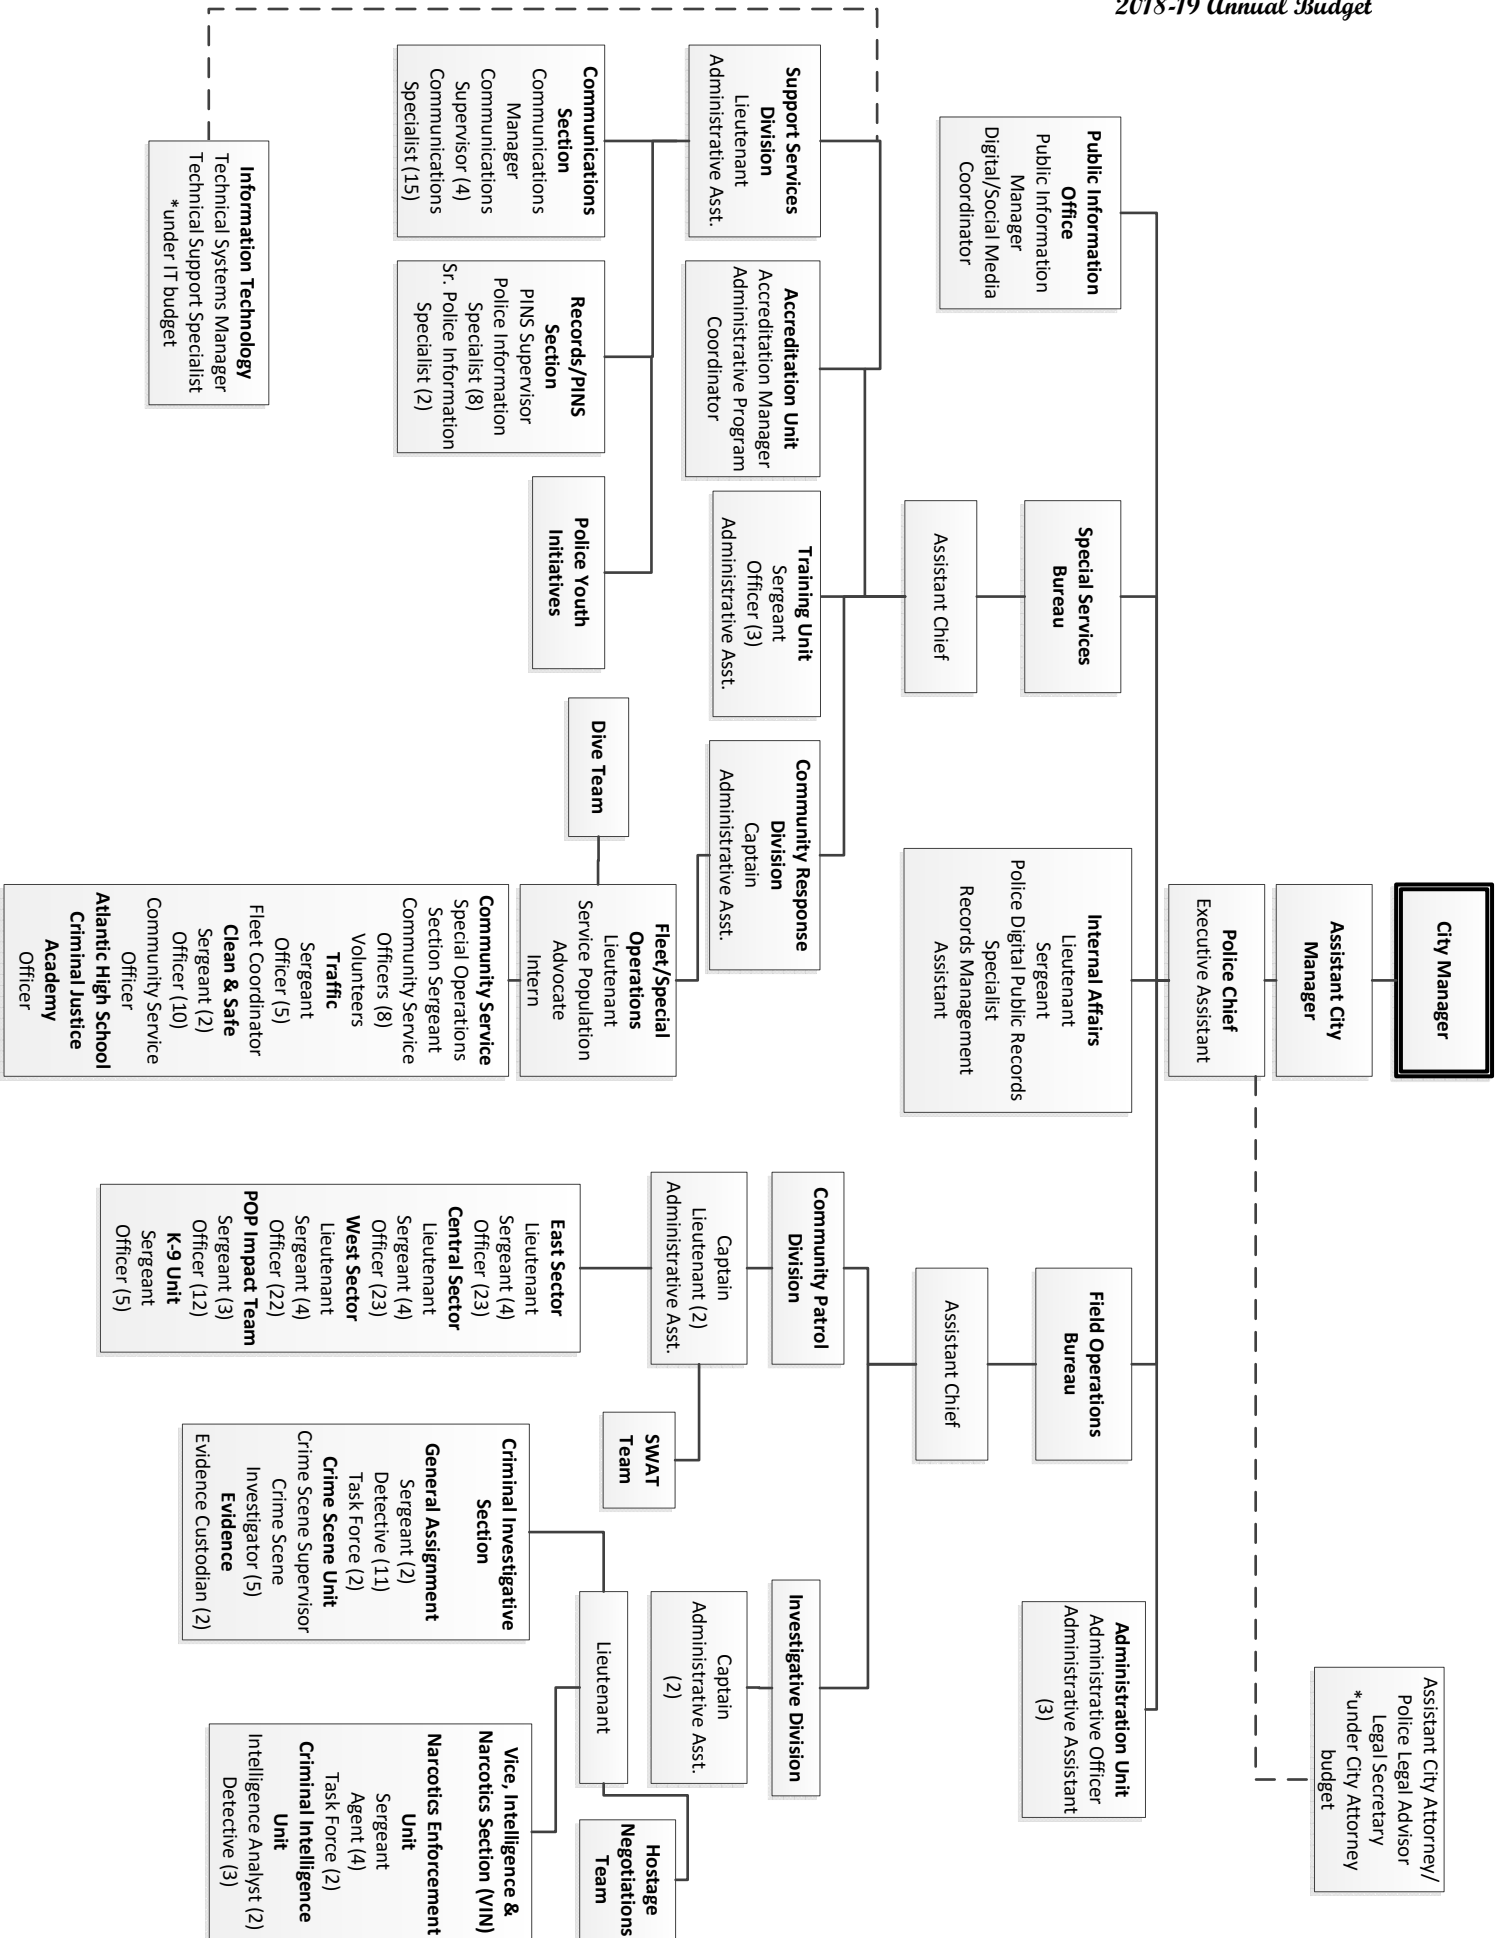 2018-19 Annual Budget
City Manager
Assistant City
Manager
Police Chief
Executive Assistant
Assistant City Attorney/
Police Legal Advisor
Legal Secretary
*under City Attorney
budget
Public Information
Office
Public Information
Manager
Digital/Social Media
Coordinator
Special Services
Bureau
Assistant Chief
Internal Affairs
Lieutenant
Sergeant
Police Digital Public Records
Specialist
Records Management
Assistant
Field Operations
Bureau
Assistant Chief
Administration Unit
Administrative Officer
Administrative Assistant
(3)
Support Services
Division
Lieutenant
Administrative Asst.
Accreditation Unit
Accreditation Manager
Administrative Program
Coordinator
Training Unit
Sergeant
Officer (3)
Administrative Asst.
Community Response
Division
Captain
Administrative Asst.
Community Patrol
Division
Captain
Lieutenant (2)
Administrative Asst.
Investigative Division
Captain
Administrative Asst.
(2)
Communications
Section
Communications
Manager
Communications
Supervisor (4)
Communications
Specialist (15)
Records/PINS
Section
PINS Supervisor
Police Information
Specialist (8)
Sr. Police Information
Specialist (2)
Police Youth
Initiatives
Dive Team
Fleet/Special
Operations
Lieutenant
Service Population
Advocate
Intern
SWAT
Team
Lieutenant
Hostage
Negotiations
Team
Community Service
Special Operations
Section Sergeant
Community Service
Officers (8)
Volunteers
Traffic
Sergeant
Officer (5)
Fleet Coordinator
Clean & Safe
Sergeant (2)
Officer (10)
Community Service
Officer
Atlantic High School
Criminal Justice
Academy
Officer
East Sector
Lieutenant
Sergeant (4)
Officer (23)
Central Sector
Lieutenant
Sergeant (4)
Officer (23)
West Sector
Lieutenant
Sergeant (4)
Officer (22)
POP Impact Team
Sergeant (3)
Officer (12)
K-9 Unit
Sergeant
Officer (5)
Criminal Investigative
Section
General Assignment
Sergeant (2)
Detective (11)
Task Force (2)
Crime Scene Unit
Crime Scene Supervisor
Crime Scene
Investigator (5)
Evidence
Evidence Custodian (2)
Vice, Intelligence &
Narcotics Section (VIN)
Narcotics Enforcement
Unit
Sergeant
Agent (4)
Task Force (2)
Criminal Intelligence
Unit
Intelligence Analyst (2)
Detective (3)
Information Technology
Technical Systems Manager
Technical Support Specialist
*under IT budget